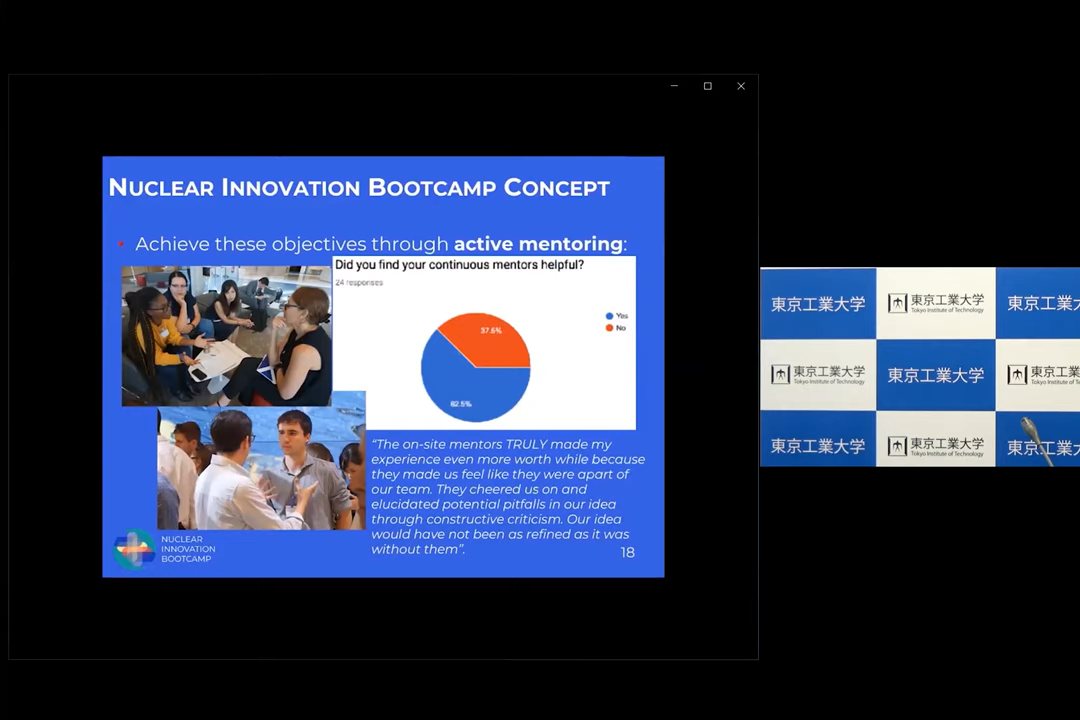 NUCLEAR INNOVATION BOOTCAMP CONCEPT
• Achieve these objectives through active mentoring:
Did you find your continuous mentors helpful?
24 responses
Yes
No
37.5%
62.5%
“The on-site mentors TRULY made my
experience even more worth while because
they made us feel like they were apart of
our team. They cheered us on and
elucidated potential pitfalls in our idea
through constructive criticism. Our idea
would have not been as refined as it was
without them”.
NUCLEAR
INNOVATION
BOOTCAMP
18
東京工業大学
東京工業大学
Tokyo Institute of Technology
東京工業大
東京工業大学
Tokyo Institute of Technology
東京工業大学
東京工業
Tokyo Institute of Techn
東京工業大学
東京工業大学
Tokyo Institute of Technology
東京工業大